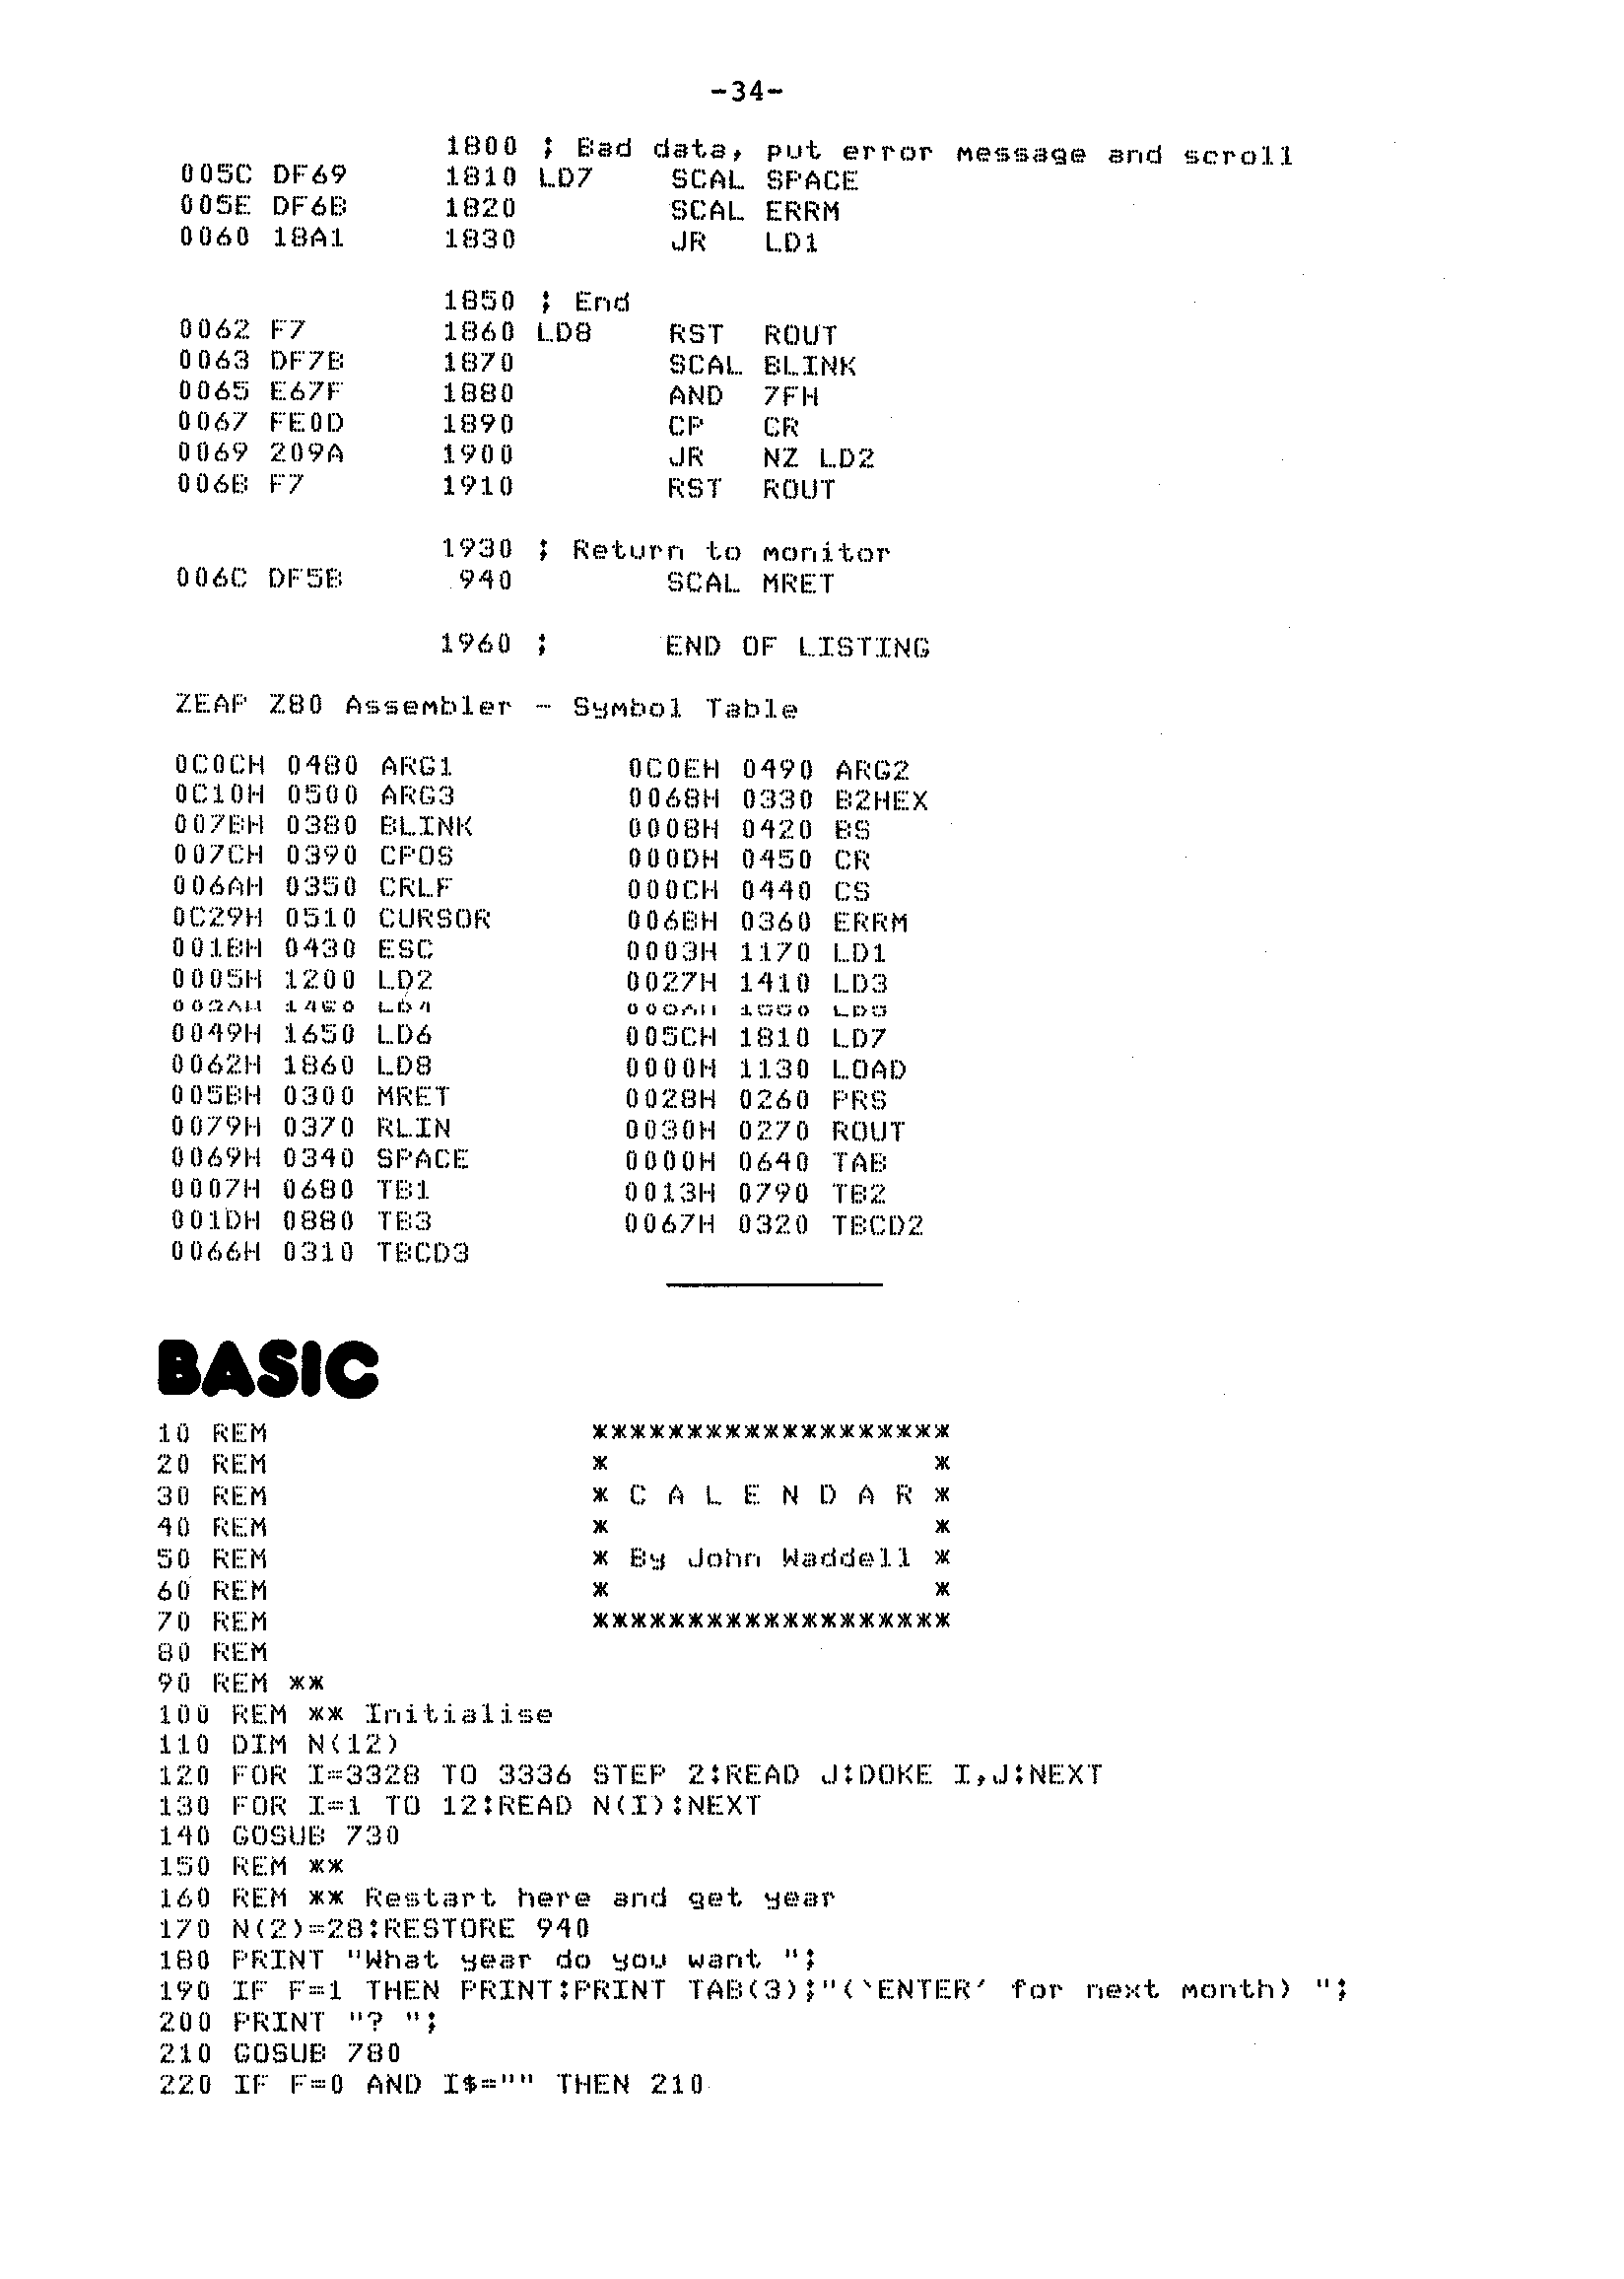 -34-
1800 ; Bad data, put error message and scroll
005C DF69 1810 LD7 SCAL SPACE
005E DF6B 1820 SCAL ERRM
0060 18A1 1830 JR LD1
1850 ; End
0062 F7 1860 LD8 RST ROUT
0063 DF7B 1870 SCAL BLINK
0065 E67F 1880 AND 7FH
0067 FE0D 1890 CP CR
0069 209A 1900 JR NZ LD2
006B F7 1910 RST ROUT
1930 ; Return to monitor
006C DF5B 940 SCAL MRET
1960 ; END OF LISTING
ZEAP Z80 Assembler - Symbol Table
0C0CH 0480 ARG1 0C0EH 0490 ARG2
0C10H 0500 ARG3 0068H 0330 B2HEX
007BH 0380 BLINK 0008H 0420 BS
007CH 0390 CPOS 000DH 0450 CR
006AH 0350 CRLF 000CH 0440 CS
0C29H 0510 CURSOR 006BH 0360 ERRM
001BH 0430 ESC 0003H 1170 LD1
0005H 1200 LD2 0027H 1410 LD3
LD4
0049H 1650 LD6 005CH 1810 LD7
0062H 1860 LD8 0000H 1130 LOAD
005BH 0300 MRET 0028H 0260 PRS
0079H 0370 RLIN 0030H 0270 ROUT
0069H 0340 SPACE 0000H 0640 TAB
0007H 0680 TB1 0013H 0790 TB2
001DH 0880 TB3 0067H 0320 TBCD2
0066H 0310 TBCD3
BASIC
10 REM *******************
20 REM * *
30 REM * C A L E N D A R *
40 REM * *
50 REM * By John Waddell *
60 REM * *
70 REM *******************
80 REM
90 REM **
100 REM ** Initialise
110 DIM N(12)
120 FOR I=3328 TO 3336 STEP 2:READ J:DOKE I,J:NEXT
130 FOR I=1 TO 12:READ N(I):NEXT
140 GOSUB 730
150 REM **
160 REM ** Restart here and get year
170 N(2)=28:RESTORE 940
180 PRINT "What year do you want ";
190 IF F=1 THEN PRINT:PRINT TAB(3);"(`ENTER' for next month) ";
200 PRINT "? ";
210 GOSUB 780
220 IF F=0 AND I$="" THEN 210